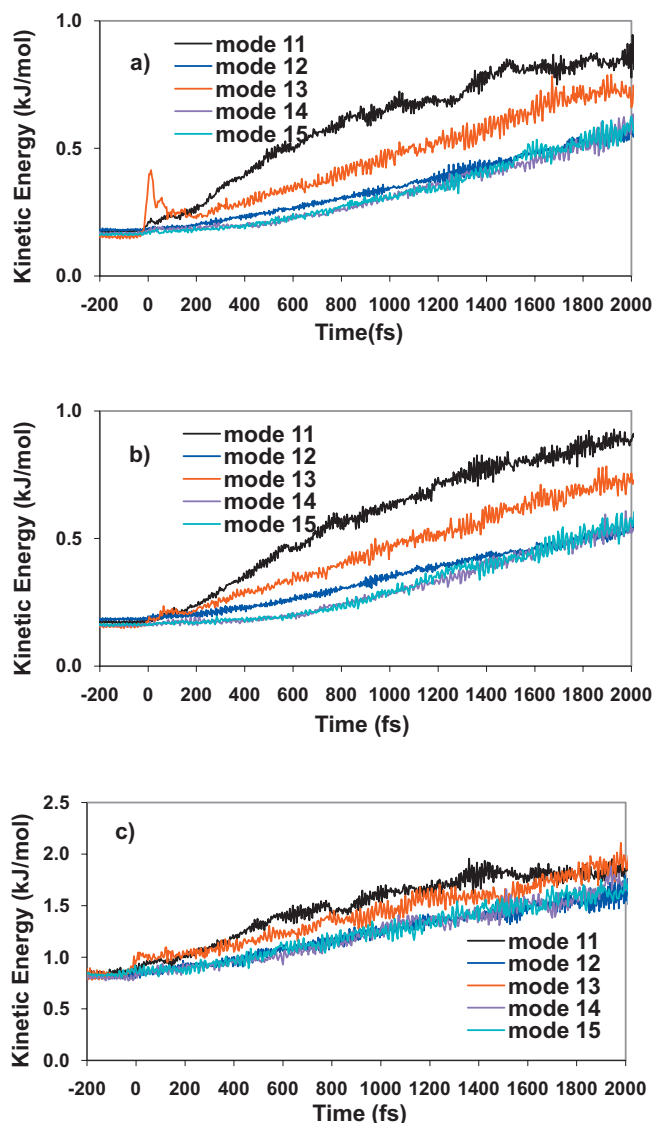 Kinetic Energy (kJ/mol)
1.0
0.5
0.0
a)
mode 11
mode 12
mode 13
mode 14
mode 15
-200 0 200 400 600 800 1000 1200 1400 1600 1800 2000
Time(fs)
Kinetic Energy (kJ/mol)
1.0
0.5
0.0
b)
mode 11
mode 12
mode 13
mode 14
mode 15
-200 0 200 400 600 800 1000 1200 1400 1600 1800 2000
Time (fs)
Kinetic Energy (kJ/mol)
2.5
2.0
1.5
1.0
0.5
0.0
c)
mode 11
mode 12
mode 13
mode 14
mode 15
-200 0 200 400 600 800 1000 1200 1400 1600 1800 2000
Time (fs)